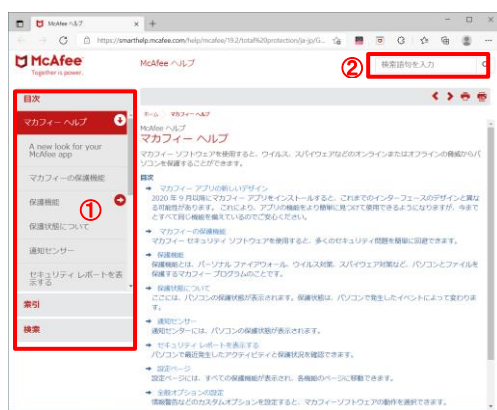 McAfee ヘルプ
https://smarthelp.mcafee.com/help/mcafee/19.2/total%20protection/ja-jp/G...
McAfee
Together is power.
McAfee ヘルプ
②
検索語句を入力
目次
マカフィー ヘルプ
A new look for your
McAfee app
マカフィーの保護機能
保護機能
①
保護状態について
通知センサー
セキュリティ レポートを表
示する
索引
検索
ホーム マカフィー ヘルプ
McAfee ヘルプ
マカフィー ヘルプ
マカフィー ソフトウェアを使用すると、ウイルス、スパイウェアなどのオンラインまたはオフラインの脅威からパ
ソコンを保護することができます。
目次
マカフィー アプリの新しいデザイン
2020 年 9 月以降にマカフィー アプリをインストールすると、これまでのインターフェースのデザインと異な
る可能性があります。これにより、アプリの機能をより簡単に見つけて使用できるようになりますが、今まで
とすべて同じ機能を備えているのでご安心ください。
マカフィーの保護機能
マカフィー セキュリティ ソフトウェアを使用すると、多くのセキュリティ問題を簡単に回避できます。
保護機能
保護機能とは、パーソナル ファイアウォール、ウイルス対策、スパイウェア対策など、パソコンとファイルを
保護するマカフィー プログラムのことです。
保護状態について
ここには、パソコンの保護状態が表示されます。保護状態は、パソコンで発生したイベントによって変わりま
す。
通知センサー
通知センターには、パソコンの保護状態が表示されます。
セキュリティ レポートを表示する
パソコンで最近発生したアクティビティと保護状況を確認できます。
設定ページ
設定ページには、すべての保護機能が表示され、各機能のページに移動できます。
全般オプションの設定
情報警告などのカスタムオプションを設定すると、マカフィーソフトウェアの動作を選択できます。